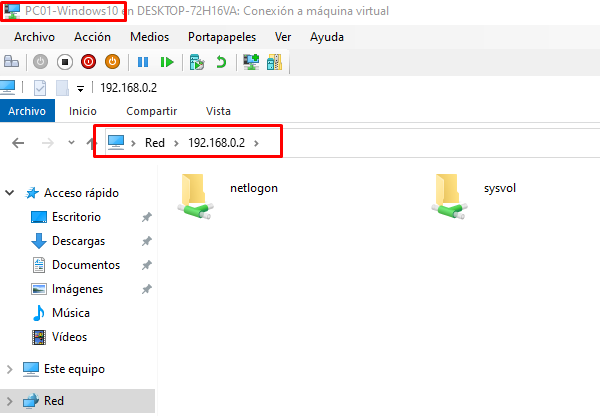 PC01-Windows10 en DESKTOP-72H16VA: Conexión a máquina virtual
Archivo Acción Medios Portapapeles Ver Ayuda
192.168.0.2
Archivo Inicio Compartir Vista
Red 192.168.0.2
Acceso rápido
Escritorio
Descargas
Documentos
Imágenes
Música
Vídeos
Este equipo
Red
netlogon
sysvol